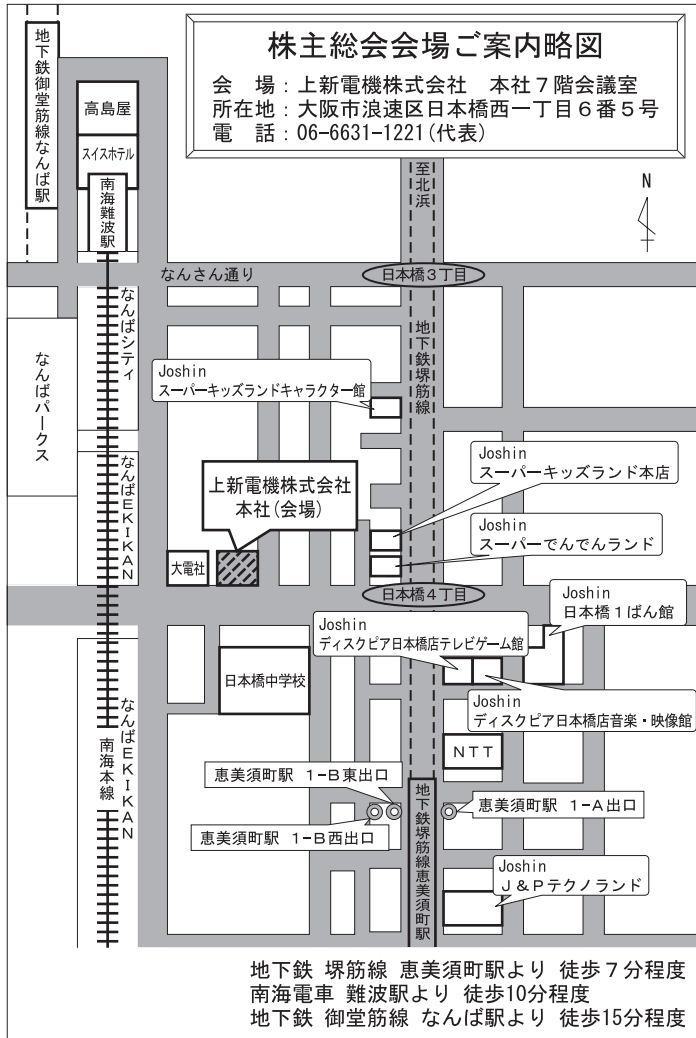 株主総会会場ご案内略図
会　場：上新電機株式会社　本社７階会議室
所在地：大阪市浪速区日本橋西一丁目６番５号
電　話：06-6631-1221(代表)
地下鉄御堂筋線なんば駅
高島屋
スイスホテル
南海難波駅
至北浜
N
なんさん通り
日本橋３丁目
なんばシティ
地下鉄堺筋線
なんばパークス
Joshin
スーパーキッズランドキャラクター館
Joshin
スーパーキッズランド本店
上新電機株式会社
本社(会場)
なんばEKIKAN
Joshin
スーパーでんでんランド
大電社
日本橋４丁目
Joshin
日本橋１ばん館
Joshin
ディスクピア日本橋店テレビゲーム館
日本橋中学校
Joshin
ディスクピア日本橋店音楽・映像館
なんばEKIKAN
南海本線
NTT
恵美須町駅 1-B東出口
地下鉄堺筋線恵美須町駅
恵美須町駅 1-A出口
恵美須町駅 1-B西出口
Joshin
Ｊ＆Ｐテクノランド
地下鉄 堺筋線 恵美須町駅より 徒歩７分程度
南海電車 難波駅より 徒歩10分程度
地下鉄 御堂筋線 なんば駅より 徒歩15分程度